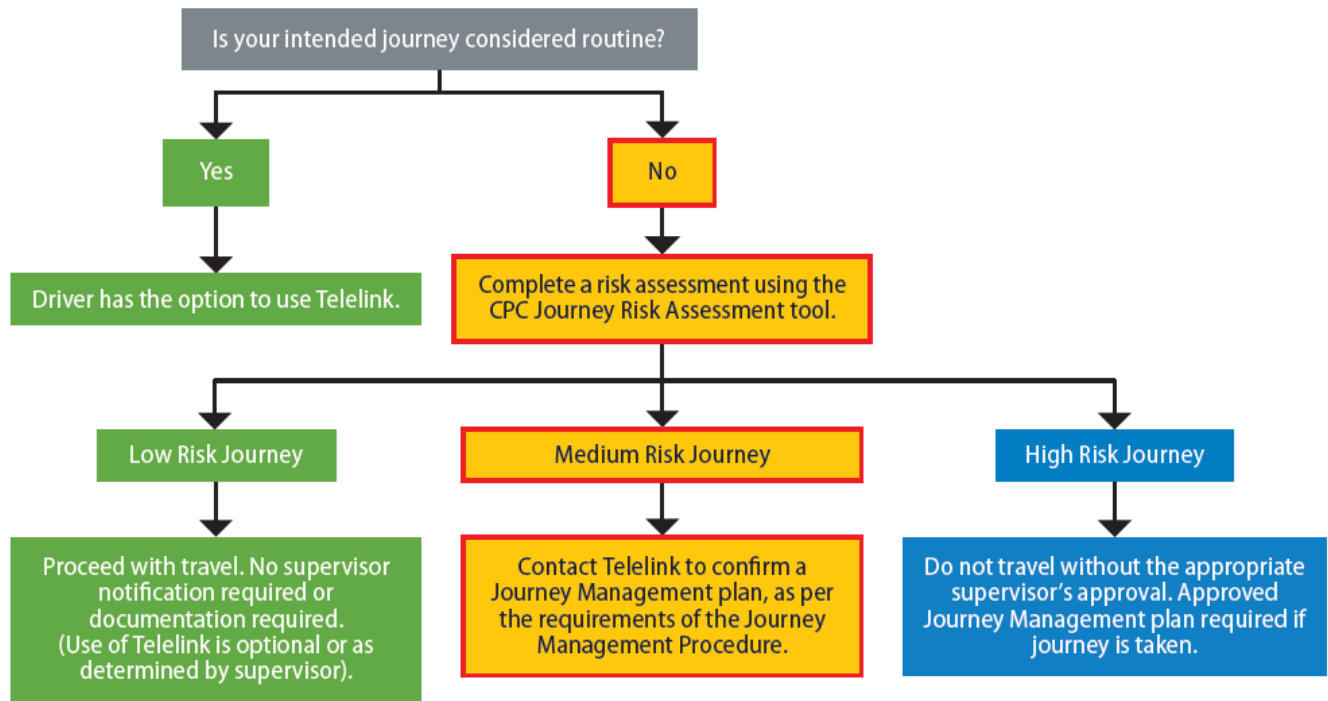 Is your intended journey considered routine?
Yes
No
Driver has the option to use Telelink.
Complete a risk assessment using the
CPC Journey Risk Assessment tool.
Low Risk Journey
Medium Risk Journey
High Risk Journey
Proceed with travel. No supervisor
notification required or
documentation required.
(Use of Telelink is optional or as
determined by supervisor).
Contact Telelink to confirm a
Journey Management plan, as per
the requirements of the Journey
Management Procedure.
Do not travel without the appropriate
supervisor's approval. Approved
Journey Management plan required if
journey is taken.